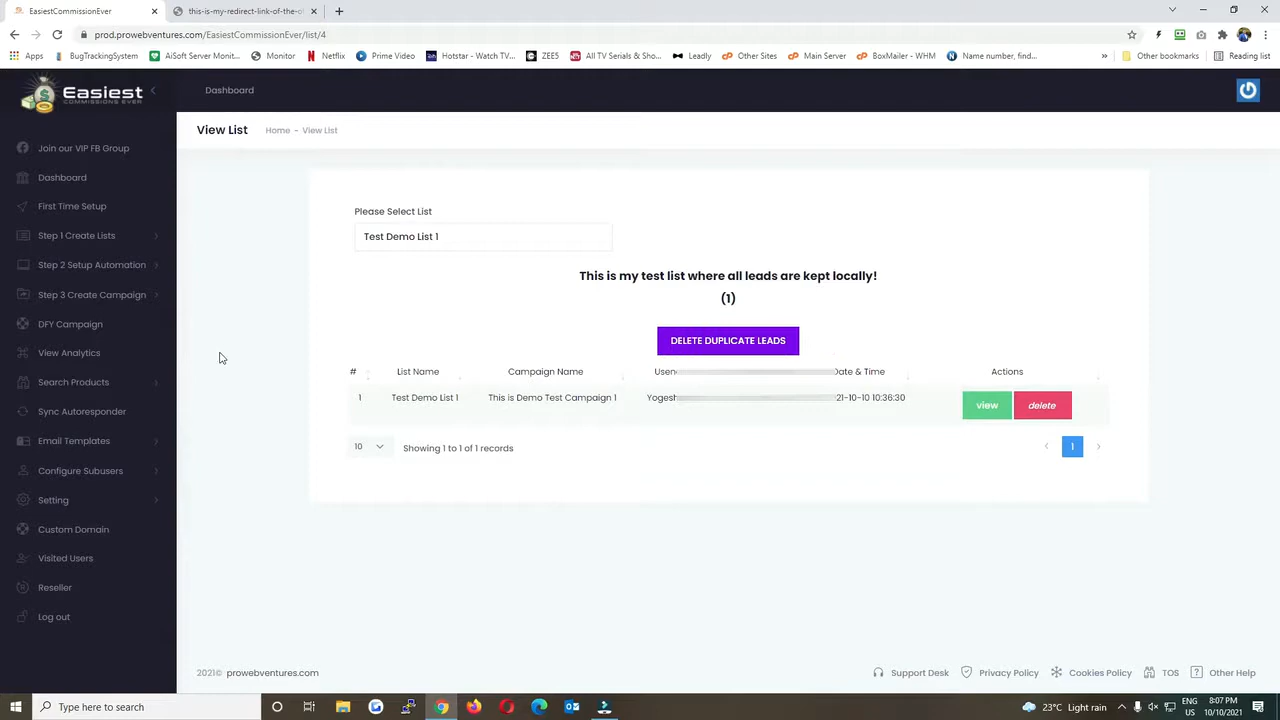 EasiestCommissionEver
this-is-my-redirect-link-of-the-o
prod.prowebventures.com/EasiestCommissionEver/list/4
Apps BugTrackingSystem AiSoft Server Monit... Monitor Netflix Prime Video Hotstar - Watch TV... ZEE5 All TV Serials & Sho... Leadly Other Sites Main Server BoxMailer - WHM Name number, find... » Other bookmarks Reading list
Easiest
COMMISSIONS EVER
Dashboard
View List Home - View List
Join our VIP FB Group
Dashboard
First Time Setup
Step 1 Create Lists
Step 2 Setup Automation
Step 3 Create Campaign
DFY Campaign
View Analytics
Search Products
Sync Autoresponder
Email Templates
Configure Subusers
Setting
Custom Domain
Visited Users
Reseller
Log out
Please Select List
Test Demo List 1
This is my test list where all leads are kept locally!
(1)
DELETE DUPLICATE LEADS
# List Name Campaign Name Date & Time Actions
1 Test Demo List 1 This is Demo Test Campaign 1 Yogesh 21-10-10 10:36:30 view delete
10 Showing 1 to 1 of 1 records 1
2021© prowebventures.com Support Desk Privacy Policy Cookies Policy TOS Other Help
Type here to search
23°C Light rain
ENG
US
8:07 PM
10/10/2021